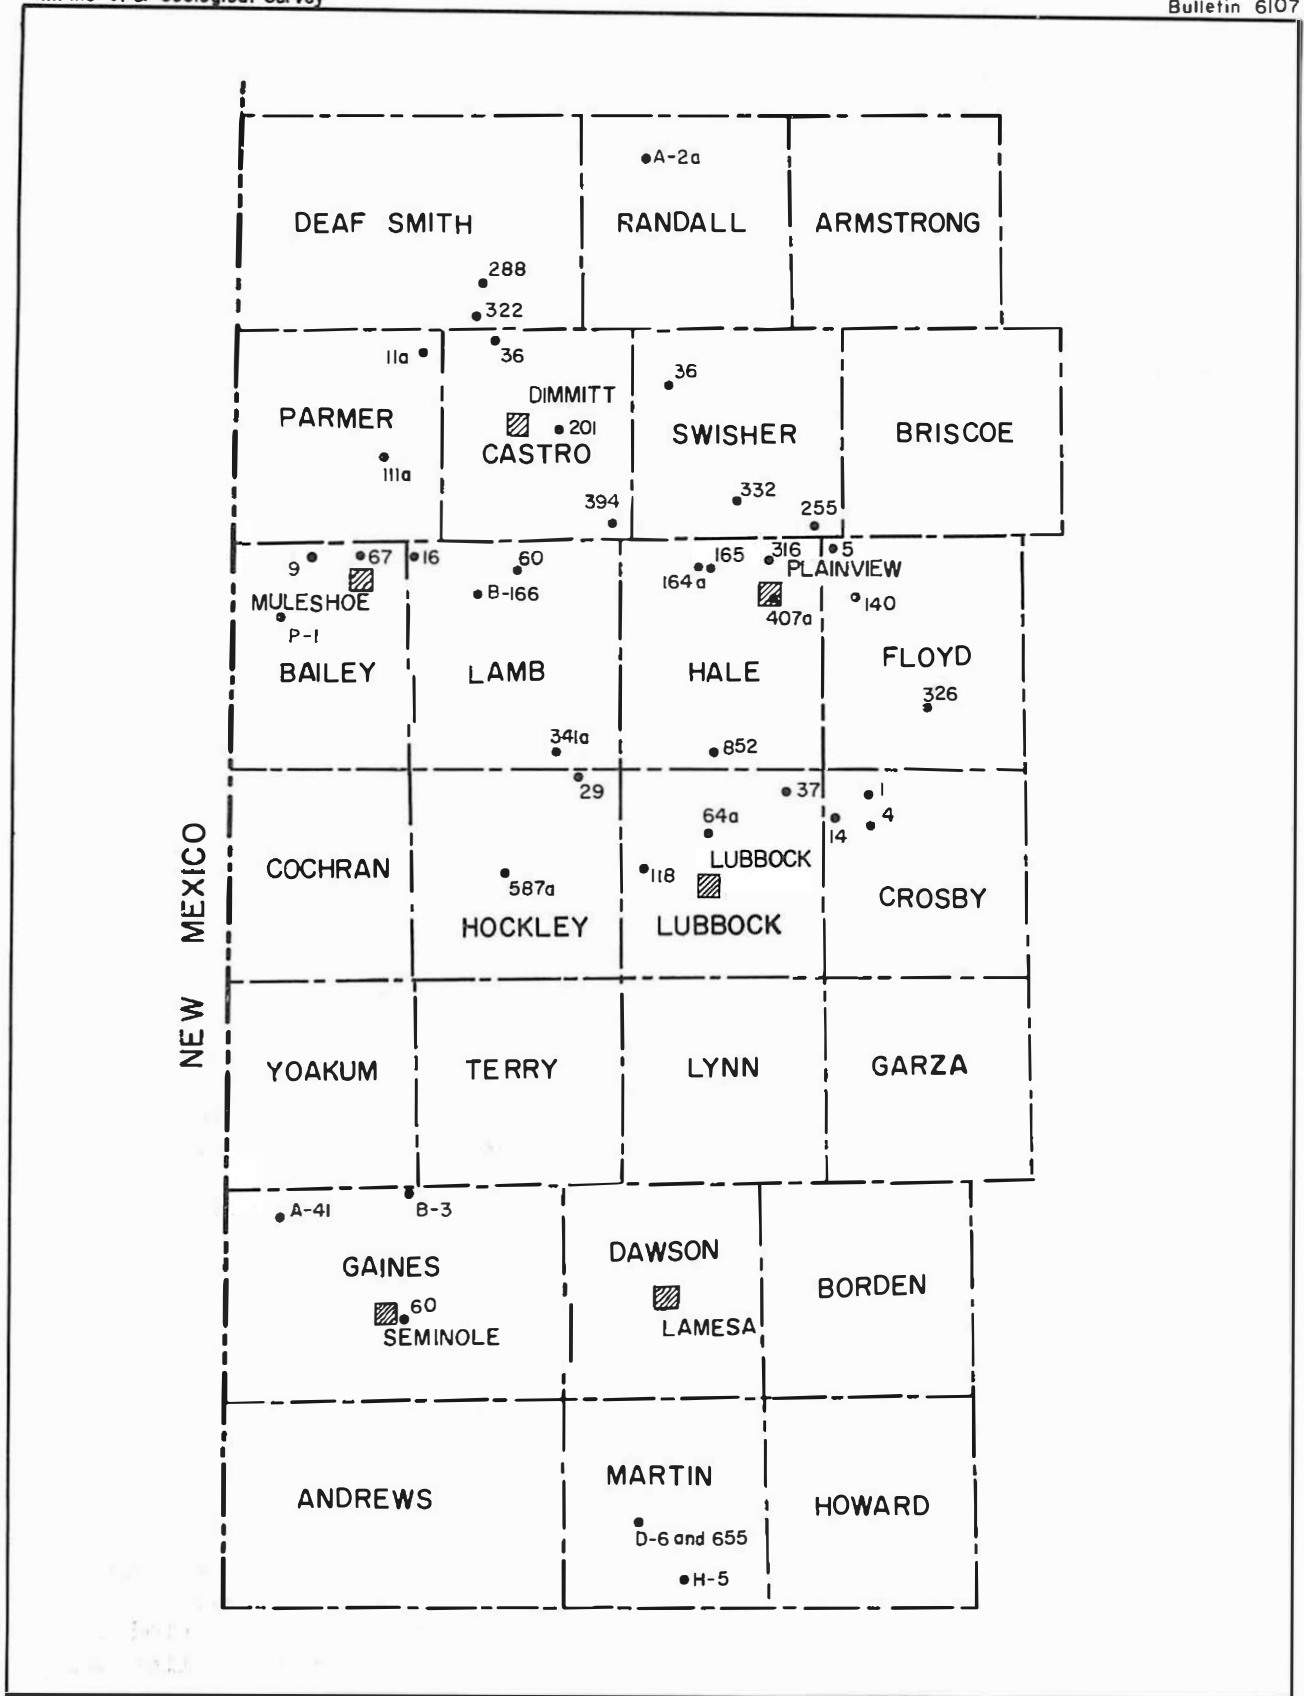 Geological Survey
Bulletin 6107
A-2a
DEAF SMITH
RANDALL
ARMSTRONG
288
322
11a
36
36
DIMMITT
PARMER
201
SWISHER
BRISCOE
CASTRO
111a
332
394
255
9
67
16
60
165
316
5
164a
PLAINVIEW
B-166
MULESHOE
407a
140
P-1
FLOYD
BAILEY
LAMB
HALE
326
341a
852
29
37
1
64a
4
14
LUBBOCK
COCHRAN
118
587a
CROSBY
HOCKLEY
LUBBOCK
NEW MEXICO
YOAKUM
TERRY
LYNN
GARZA
A-41
B-3
DAWSON
GAINES
BORDEN
60
SEMINOLE
LAMESA
MARTIN
ANDREWS
HOWARD
D-6 and 655
H-5